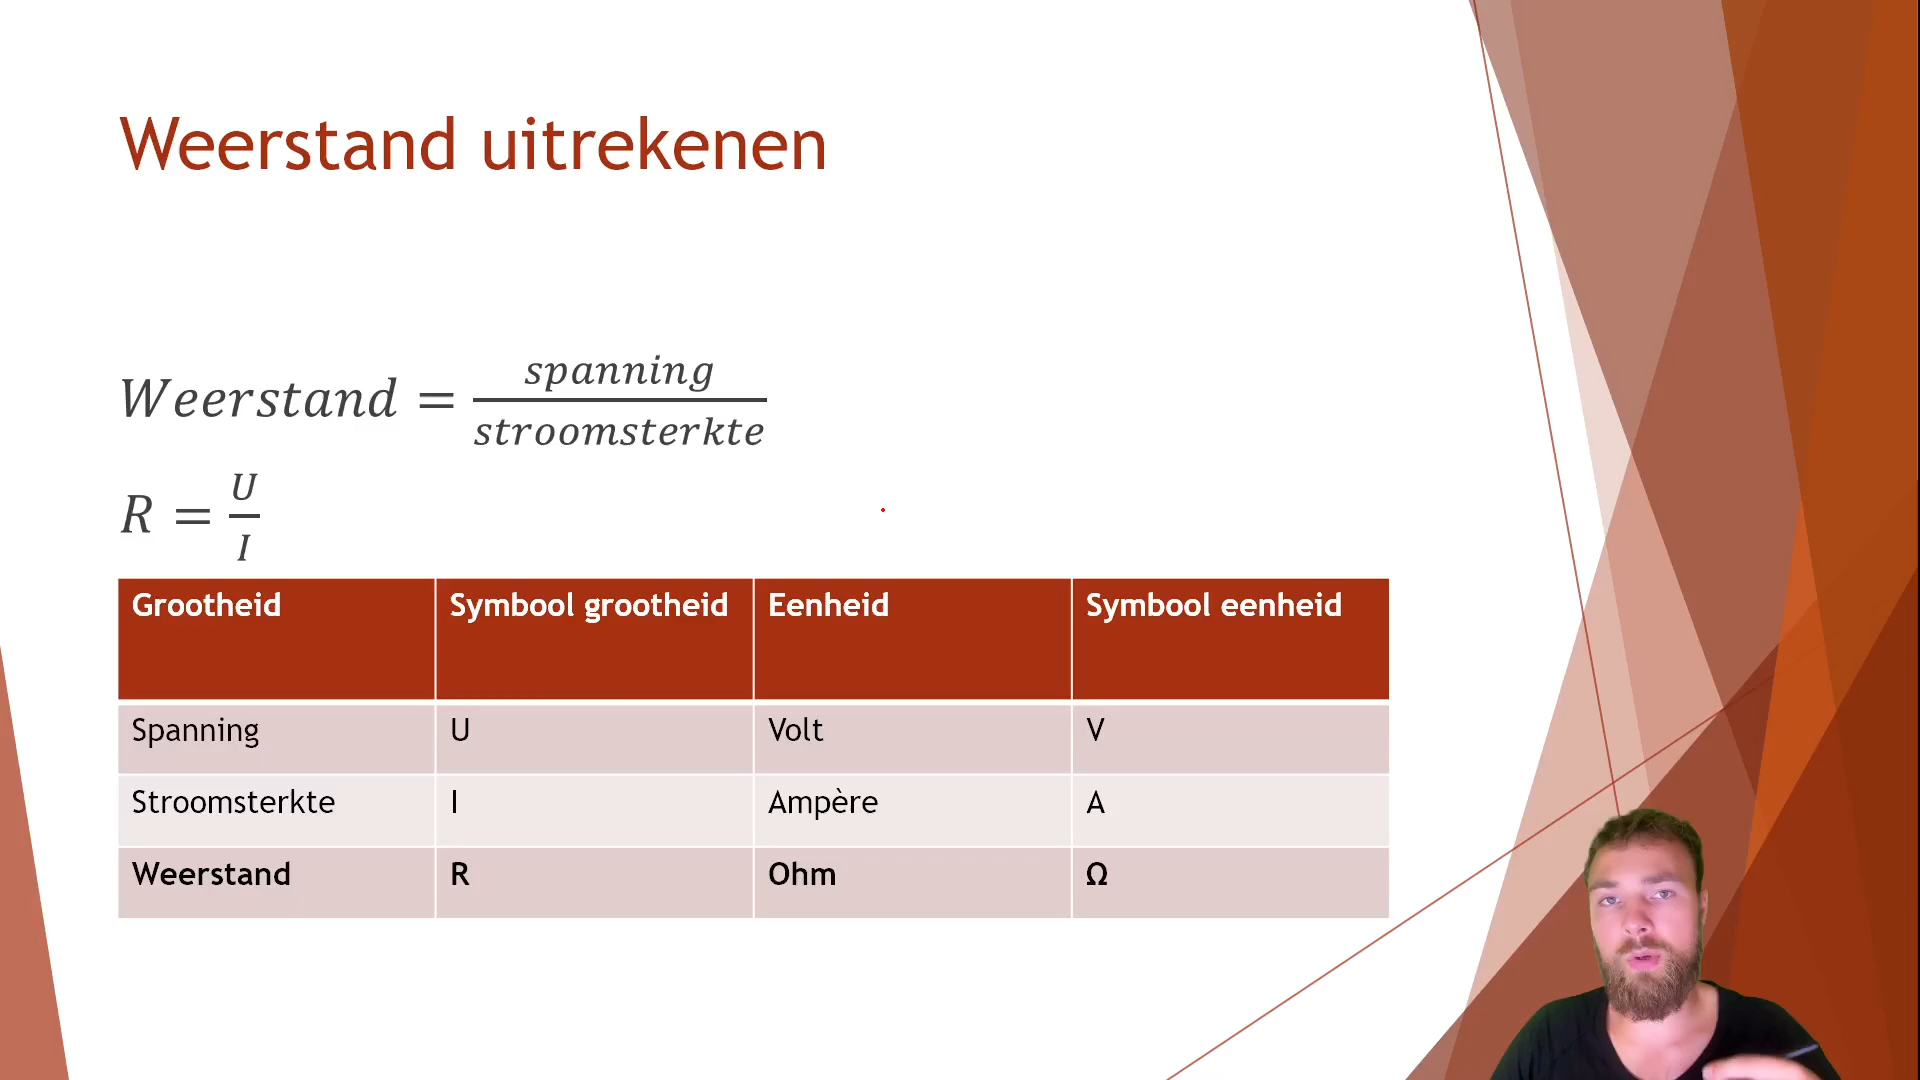 Weerstand uitrekenen
Weerstand = spanning / stroomsterkte
R = U / I
Grootheid Symbool grootheid Eenheid Symbool eenheid
Spanning U Volt V
Stroomsterkte I Ampère A
Weerstand R Ohm Ω